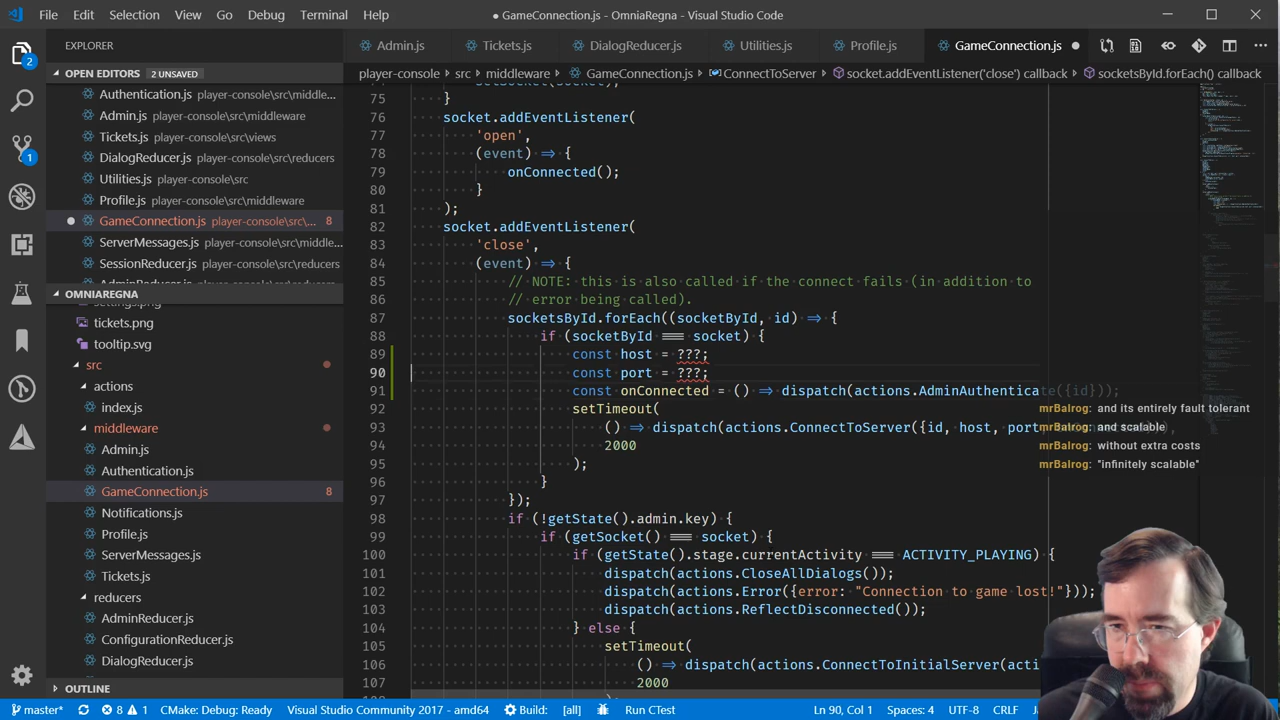 File Edit Selection View Go Debug Terminal Help
● GameConnection.js - OmniaRegna - Visual Studio Code
EXPLORER
Admin.js Tickets.js DialogReducer.js Utilities.js Profile.js GameConnection.js ●
OPEN EDITORS 2 UNSAVED
player-console › src › middleware › GameConnection.js › ConnectToServer › socket.addEventListener('close') callback › socketsById.forEach() callback
2
1
Authentication.js player-console\src\middle...
Admin.js player-console\src\middleware
Tickets.js player-console\src\views
DialogReducer.js player-console\src\reducers
Utilities.js player-console\src
Profile.js player-console\src\middleware
● GameConnection.js player-console\src\... 8
ServerMessages.js player-console\src\middle...
SessionReducer.js player-console\src\reducers
OMNIAREGNA
tickets.png
tooltip.svg
src
actions
index.js
middleware
Admin.js
Authentication.js
GameConnection.js 8
Notifications.js
Profile.js
ServerMessages.js
Tickets.js
reducers
AdminReducer.js
ConfigurationReducer.js
DialogReducer.js
OUTLINE
75 }
76 socket.addEventListener(
77 'open',
78 (event) => {
79 onConnected();
80 }
81 );
82 socket.addEventListener(
83 'close',
84 (event) => {
85 // NOTE: this is also called if the connect fails (in addition to
86 // error being called).
87 socketsById.forEach((socketById, id) => {
88 if (socketById === socket) {
89 const host = ???;
90 const port = ???;
91 const onConnected = () => dispatch(actions.AdminAuthenticate({id}));
92 setTimeout(
93 () => dispatch(actions.ConnectToServer({id, host, port
94 2000
95 );
96 }
97 });
98 if (!getState().admin.key) {
99 if (getSocket() === socket) {
100 if (getState().stage.currentActivity === ACTIVITY_PLAYING) {
101 dispatch(actions.CloseAllDialogs());
102 dispatch(actions.Error({error: "Connection to game lost!"}));
103 dispatch(actions.ReflectDisconnected());
104 } else {
105 setTimeout(
106 () => dispatch(actions.ConnectToInitialServer(acti
107 2000
mrBalrog: and its entirely fault tolerant
mrBalrog: and scalable
mrBalrog: without extra costs
mrBalrog: "infinitely scalable"
master* 8 1 CMake: Debug: Ready Visual Studio Community 2017 - amd64 Build: [all] Run CTest Ln 90, Col 1 Spaces: 4 UTF-8 CRLF